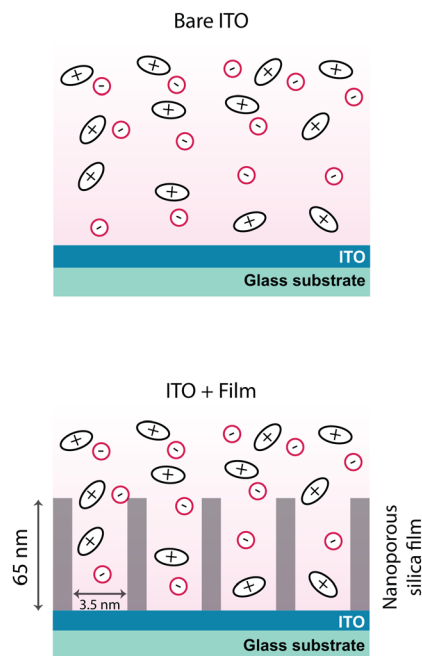 Bare ITO
ITO
Glass substrate
ITO + Film
65 nm
3.5 nm
Nanoporous
silica film
ITO
Glass substrate